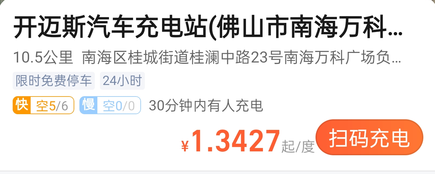 开迈斯汽车充电站(佛山市南海万科...
10.5公里 南海区桂城街道桂澜中路23号南海万科广场负...
限时免费停车 24小时
快 空5/6 慢 空0/0 30分钟内有人充电
¥1.3427起/度 扫码充电